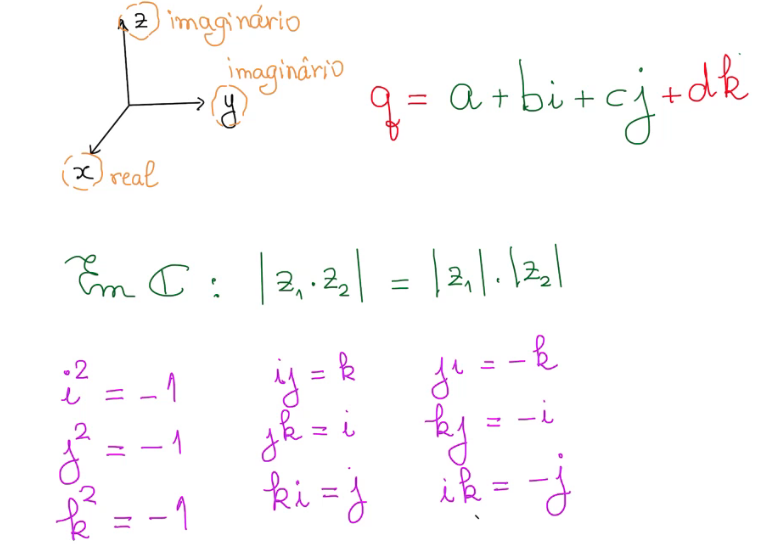 z imaginário
imaginário
y
x real
q = a + bi + cj + dk
Em ℂ : |z₁ · z₂| = |z₁| · |z₂|
i² = -1 ij = k ji = -k
j² = -1 jk = i kj = -i
k² = -1 ki = j ik = -j